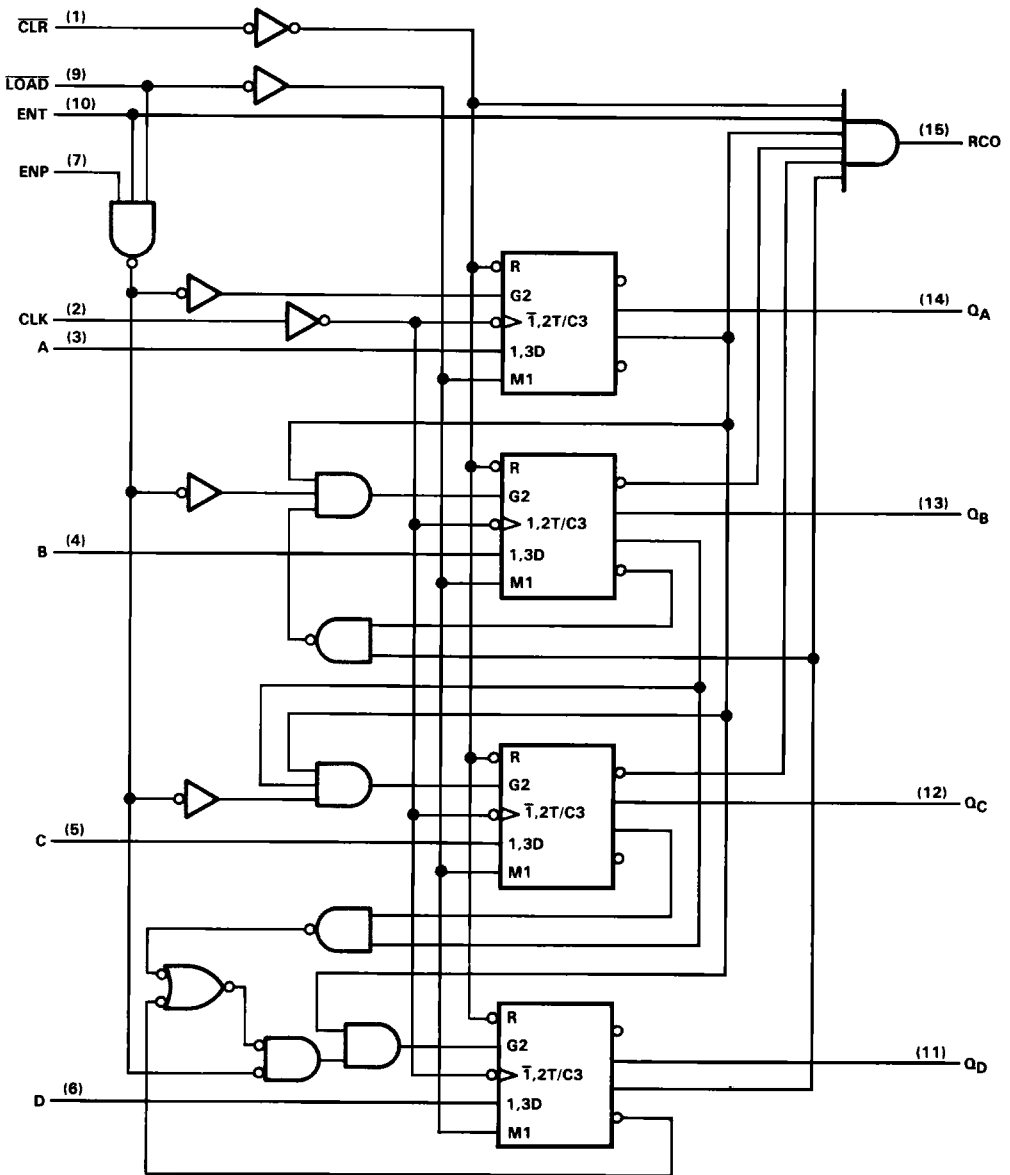 C̅L̅R̅ (1)
L̅O̅A̅D̅ (9)
ENT (10)
(15) RCO
ENP (7)
R
G2
CLK (2)
1̅,2T/C3
(14) QA
A (3)
1,3D
M1
R
G2
1,2T/C3
(13) QB
B (4)
1,3D
M1
R
G2
1̅,2T/C3
(12) QC
C (5)
1,3D
M1
R
G2
1̅,2T/C3
(11) QD
D (6)
1,3D
M1